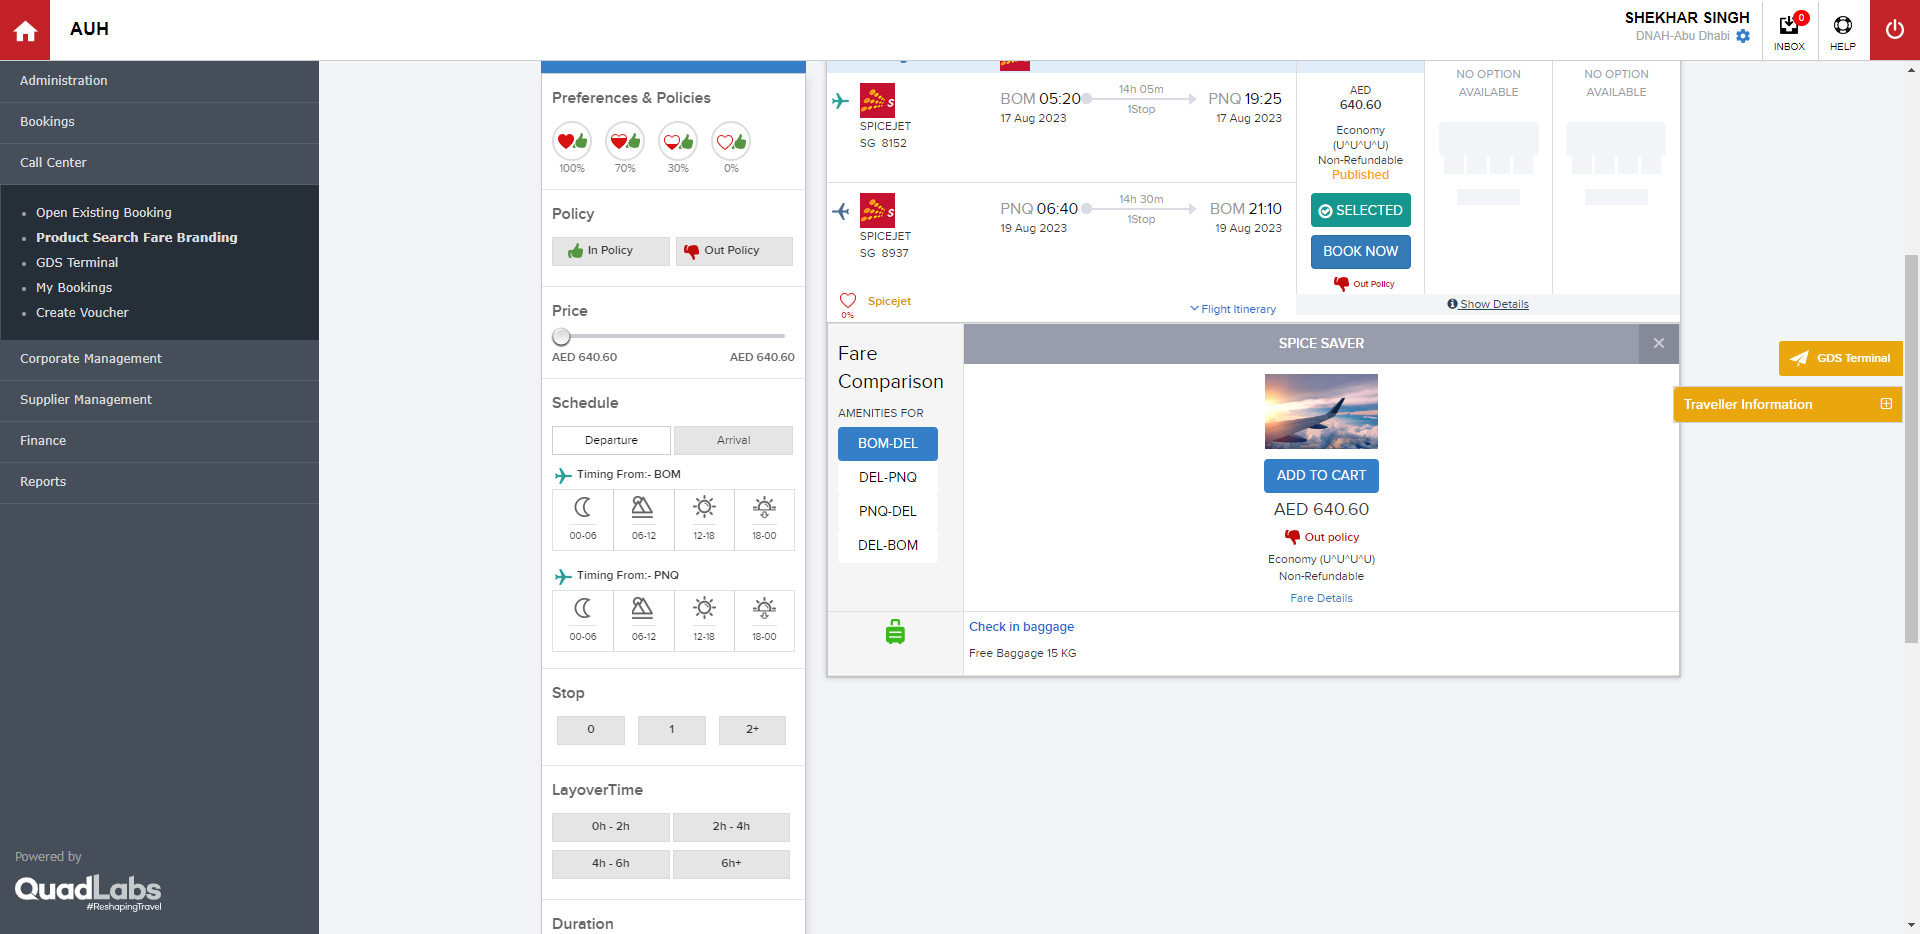 AUH
SHEKHAR SINGH
DNAH-Abu Dhabi
0
INBOX
HELP
Administration
Bookings
Call Center
Open Existing Booking
Product Search Fare Branding
GDS Terminal
My Bookings
Create Voucher
Corporate Management
Supplier Management
Finance
Reports
Powered by
QuadLabs
#ReshapingTravel
Preferences & Policies
100%
70%
30%
0%
Policy
In Policy
Out Policy
Price
AED 640.60
AED 640.60
Schedule
Departure
Arrival
Timing From:- BOM
00-06
06-12
12-18
18-00
Timing From:- PNQ
00-06
06-12
12-18
18-00
Stop
0
1
2+
LayoverTime
0h - 2h
2h - 4h
4h - 6h
6h+
Duration
SPICEJET
SG 8152
BOM 05:20
17 Aug 2023
14h 05m
1Stop
PNQ 19:25
17 Aug 2023
SPICEJET
SG 8937
PNQ 06:40
19 Aug 2023
14h 30m
1Stop
BOM 21:10
19 Aug 2023
0%
Spicejet
Flight Itinerary
AED
640.60
Economy
(U^U^U^U)
Non-Refundable
Published
SELECTED
BOOK NOW
Out Policy
NO OPTION
AVAILABLE
NO OPTION
AVAILABLE
Show Details
Fare
Comparison
AMENITIES FOR
BOM-DEL
DEL-PNQ
PNQ-DEL
DEL-BOM
SPICE SAVER
ADD TO CART
AED 640.60
Out policy
Economy (U^U^U^U)
Non-Refundable
Fare Details
Check in baggage
Free Baggage 15 KG
GDS Terminal
Traveller Information